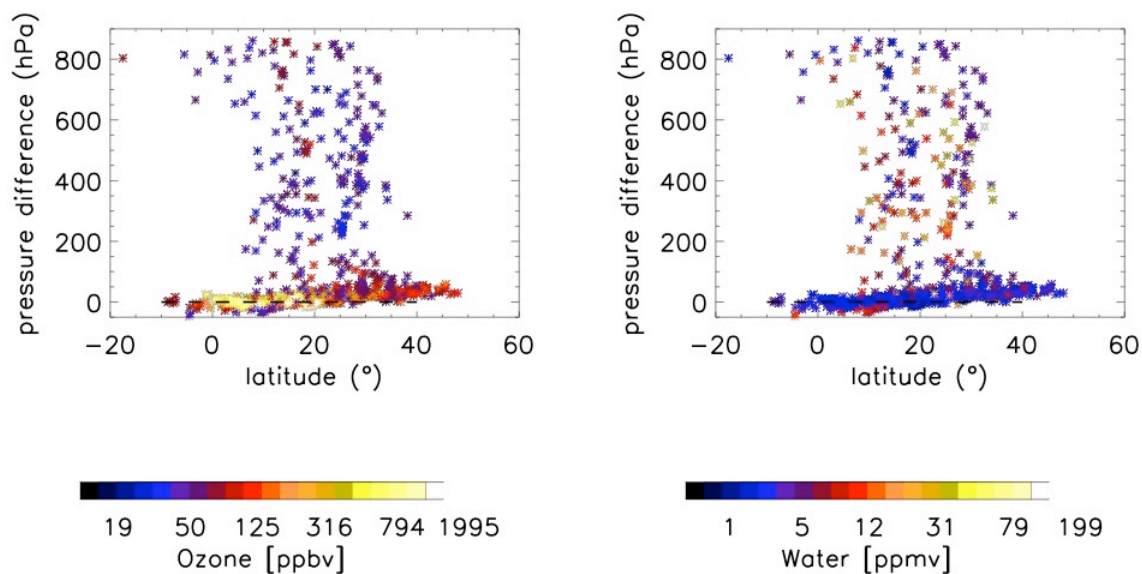 pressure difference (hPa)
800
600
400
200
0
−20 0 20 40 60
latitude (°)
19 50 125 316 794 1995
Ozone [ppbv]
pressure difference (hPa)
800
600
400
200
0
−20 0 20 40 60
latitude (°)
1 5 12 31 79 199
Water [ppmv]